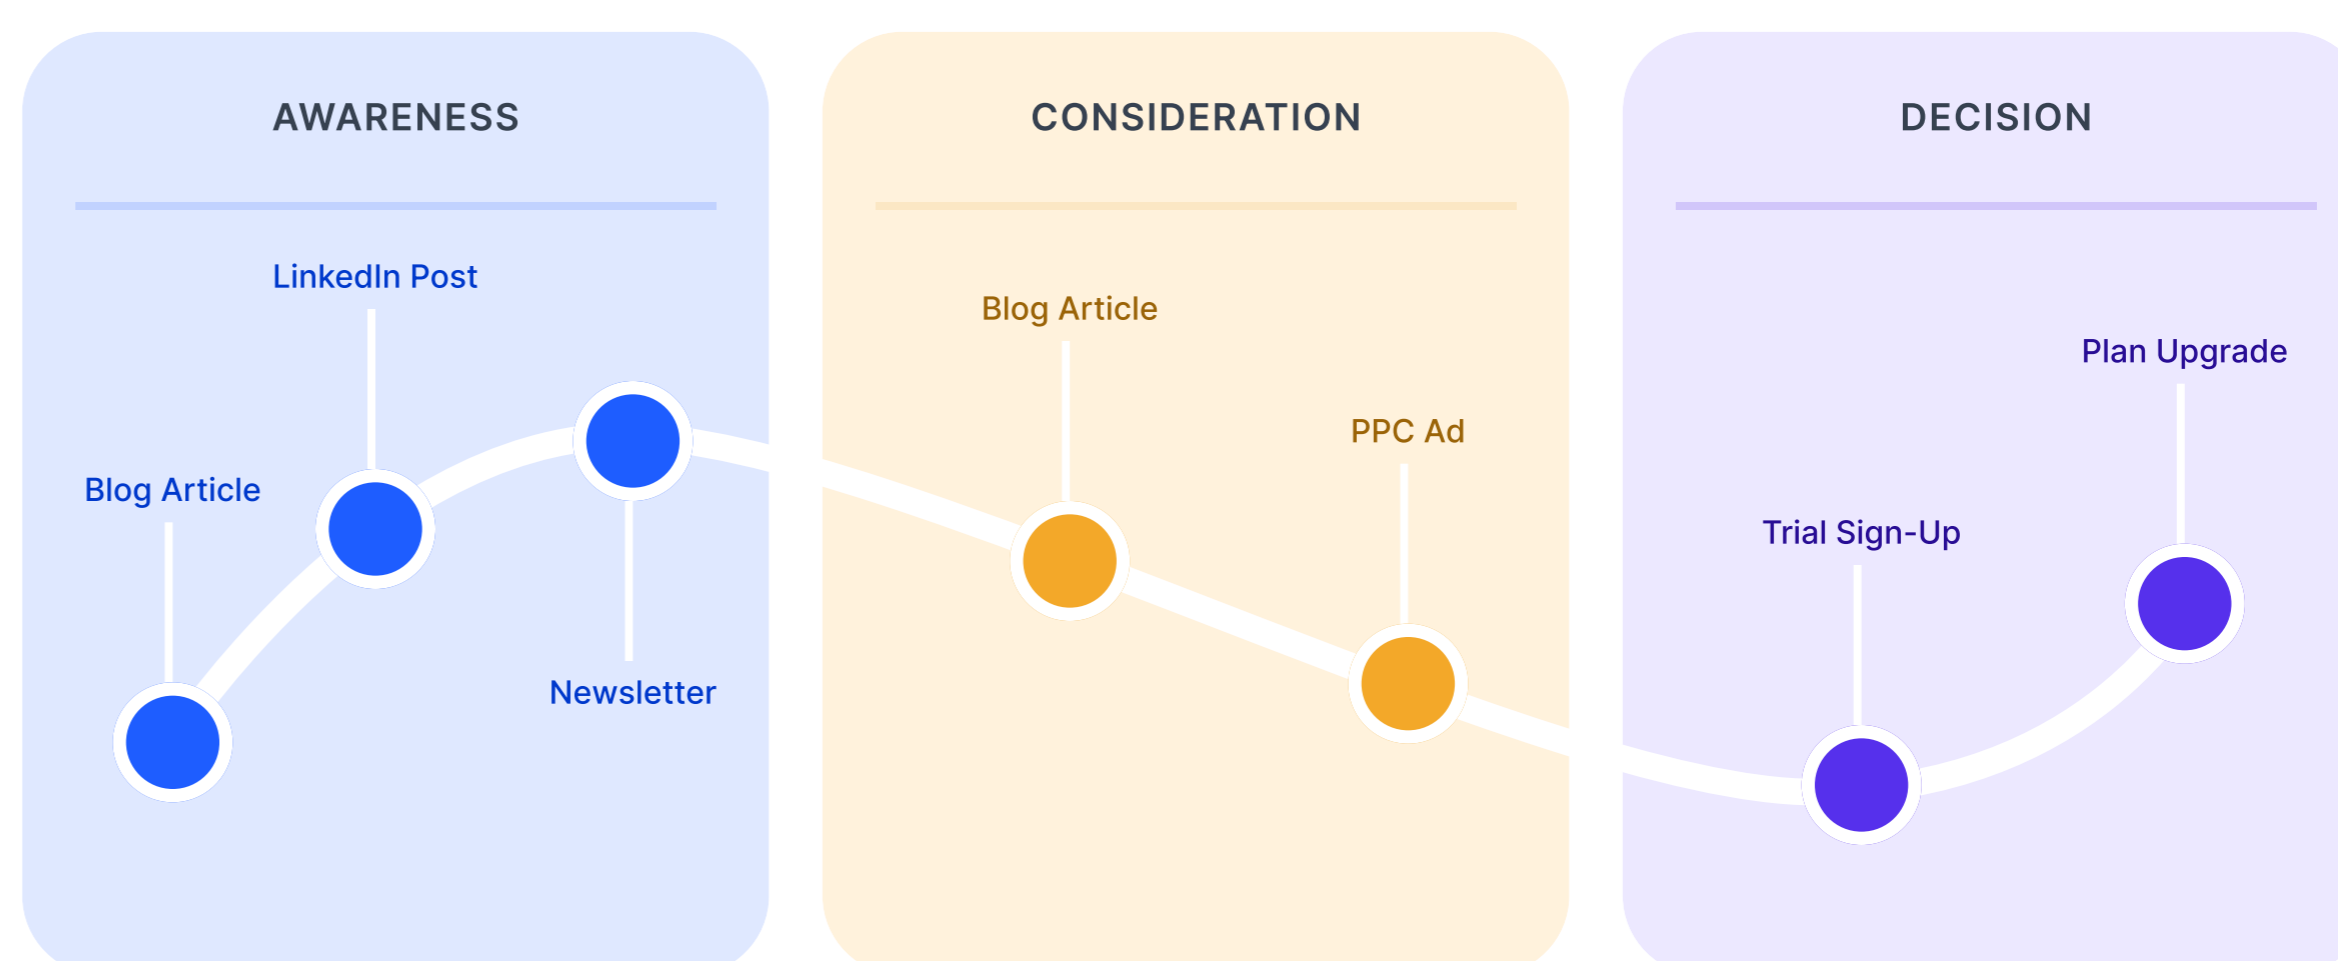 AWARENESS
LinkedIn Post
Blog Article
Newsletter
CONSIDERATION
Blog Article
PPC Ad
DECISION
Plan Upgrade
Trial Sign-Up